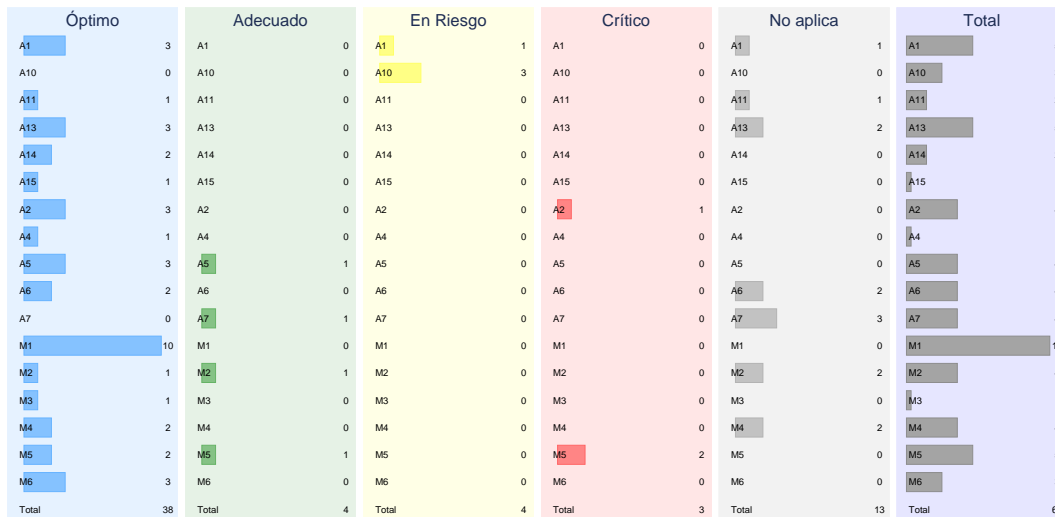 Óptimo Adecuado En Riesgo Crítico No aplica Total
A1 3 A1 0 A1 1 A1 0 A1 1 A1
A10 0 A10 0 A10 3 A10 0 A10 0 A10
A11 1 A11 0 A11 0 A11 0 A11 1 A11
A13 3 A13 0 A13 0 A13 0 A13 2 A13
A14 2 A14 0 A14 0 A14 0 A14 0 A14
A15 1 A15 0 A15 0 A15 0 A15 0 A15
A2 3 A2 0 A2 0 A2 1 A2 0 A2
A4 1 A4 0 A4 0 A4 0 A4 0 A4
A5 3 A5 1 A5 0 A5 0 A5 0 A5
A6 2 A6 0 A6 0 A6 0 A6 2 A6
A7 0 A7 1 A7 0 A7 0 A7 3 A7
M1 10 M1 0 M1 0 M1 0 M1 0 M1 1
M2 1 M2 1 M2 0 M2 0 M2 2 M2
M3 1 M3 0 M3 0 M3 0 M3 0 M3
M4 2 M4 0 M4 0 M4 0 M4 2 M4
M5 2 M5 1 M5 0 M5 2 M5 0 M5
M6 3 M6 0 M6 0 M6 0 M6 0 M6
Total 38 Total 4 Total 4 Total 3 Total 13 Total 6